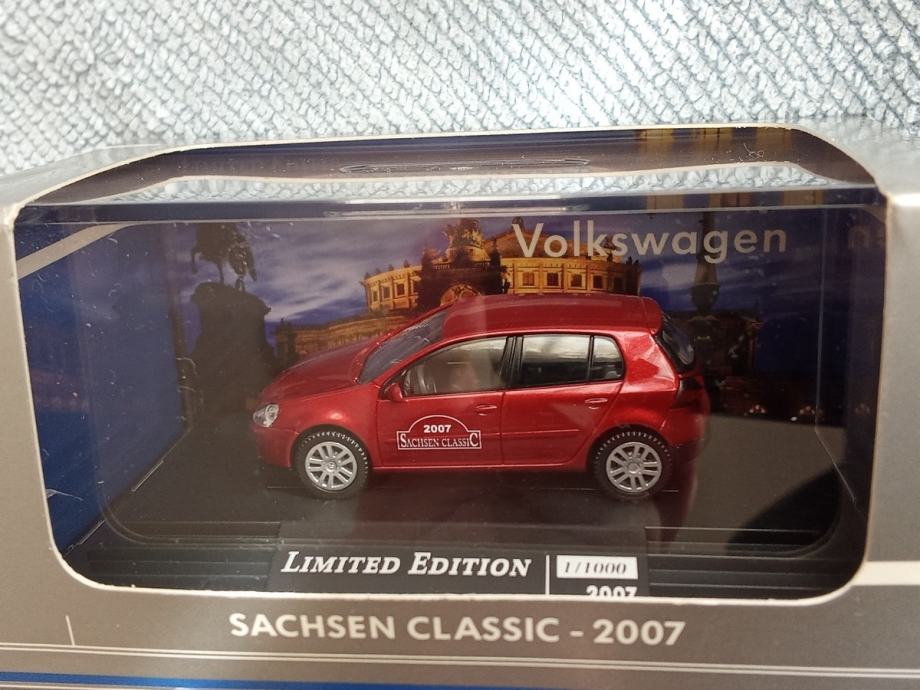 Volkswagen
2007
SACHSEN CLASSIC
LIMITED EDITION
1/1000
2007
SACHSEN CLASSIC - 2007